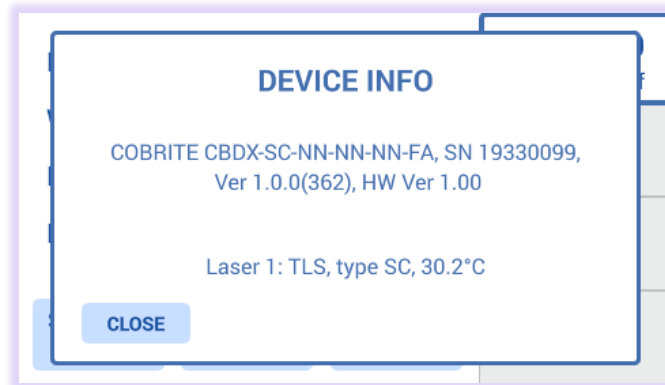 DEVICE INFO
COBRITE CBDX-SC-NN-NN-NN-FA, SN 19330099,
Ver 1.0.0(362), HW Ver 1.00
Laser 1: TLS, type SC, 30.2°C
CLOSE